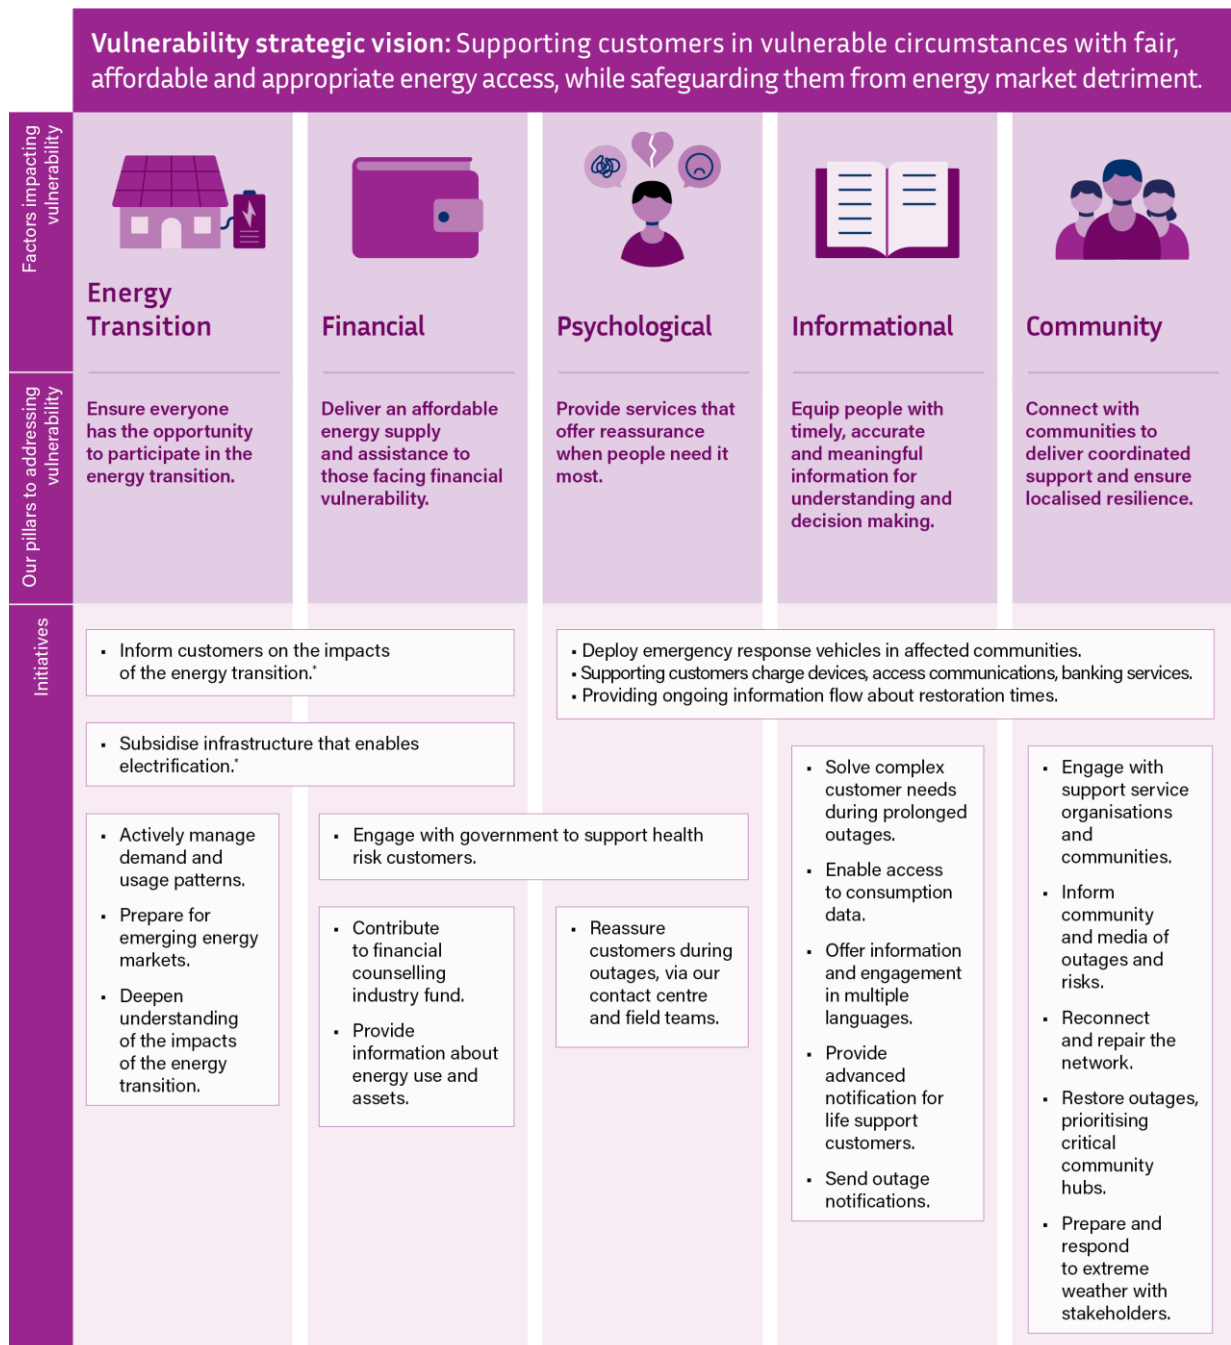 Vulnerability strategic vision: Supporting customers in vulnerable circumstances with fair,
affordable and appropriate energy access, while safeguarding them from energy market detriment.
Factors impacting
vulnerability
Energy
Transition
Financial
Psychological
Informational
Community
Our pillars to addressing
vulnerability
Ensure everyone
has the opportunity
to participate in the
energy transition.
Deliver an affordable
energy supply
and assistance to
those facing financial
vulnerability.
Provide services that
offer reassurance
when people need it
most.
Equip people with
timely, accurate
and meaningful
information for
understanding and
decision making.
Connect with
communities to
deliver coordinated
support and ensure
localised resilience.
Initiatives
▪ Inform customers on the impacts
of the energy transition.*
▪ Subsidise infrastructure that enables
electrification.*
▪ Actively manage
demand and
usage patterns.
▪ Prepare for
emerging energy
markets.
▪ Deepen
understanding
of the impacts
of the energy
transition.
▪ Engage with government to support health
risk customers.
▪ Contribute
to financial
counselling
industry fund.
▪ Provide
information about
energy use and
assets.
▪ Deploy emergency response vehicles in affected communities.
▪ Supporting customers charge devices, access communications, banking services.
▪ Providing ongoing information flow about restoration times.
▪ Reassure
customers during
outages, via our
contact centre
and field teams.
▪ Solve complex
customer needs
during prolonged
outages.
▪ Enable access
to consumption
data.
▪ Offer information
and engagement
in multiple
languages.
▪ Provide
advanced
notification for
life support
customers.
▪ Send outage
notifications.
▪ Engage with
support service
organisations
and
communities.
▪ Inform
community
and media of
outages and
risks.
▪ Reconnect
and repair the
network.
▪ Restore outages,
prioritising
critical
community
hubs.
▪ Prepare and
respond
to extreme
weather with
stakeholders.